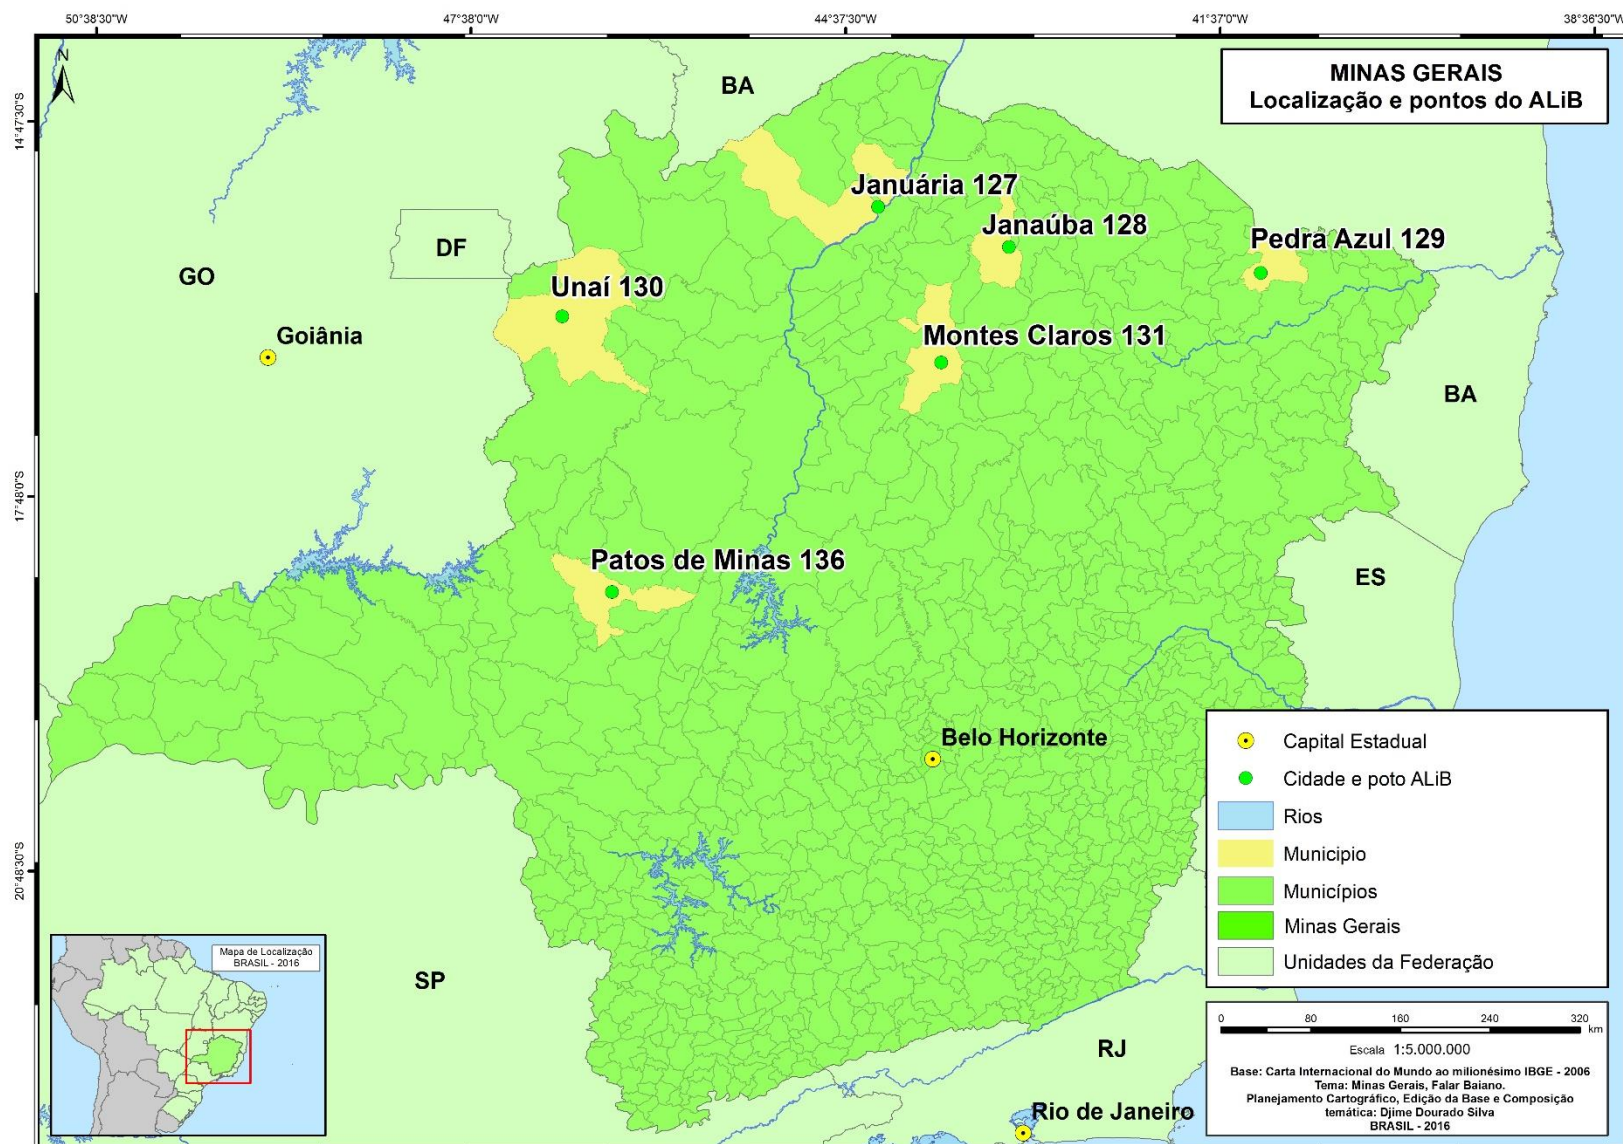 50°38'30"W
47°38'0"W
44°37'30"W
41°37'0"W
38°36'30"W
N
MINAS GERAIS
Localização e pontos do ALiB
BA
14°47'30"S
Januária 127
Janaúba 128
Pedra Azul 129
DF
GO
Unaí 130
Goiânia
Montes Claros 131
BA
17°48'0"S
Patos de Minas 136
ES
Belo Horizonte
Capital Estadual
Cidade e poto ALiB
Rios
Municipio
Municípios
Minas Gerais
Unidades da Federação
20°48'30"S
Mapa de Localização
BRASIL - 2016
SP
RJ
Rio de Janeiro
0 80 160 240 320
km
Escala 1:5.000.000
Base: Carta Internacional do Mundo ao milionésimo IBGE - 2006
Tema: Minas Gerais, Falar Baiano.
Planejamento Cartográfico, Edição da Base e Composição
temática: Djime Dourado Silva
BRASIL - 2016